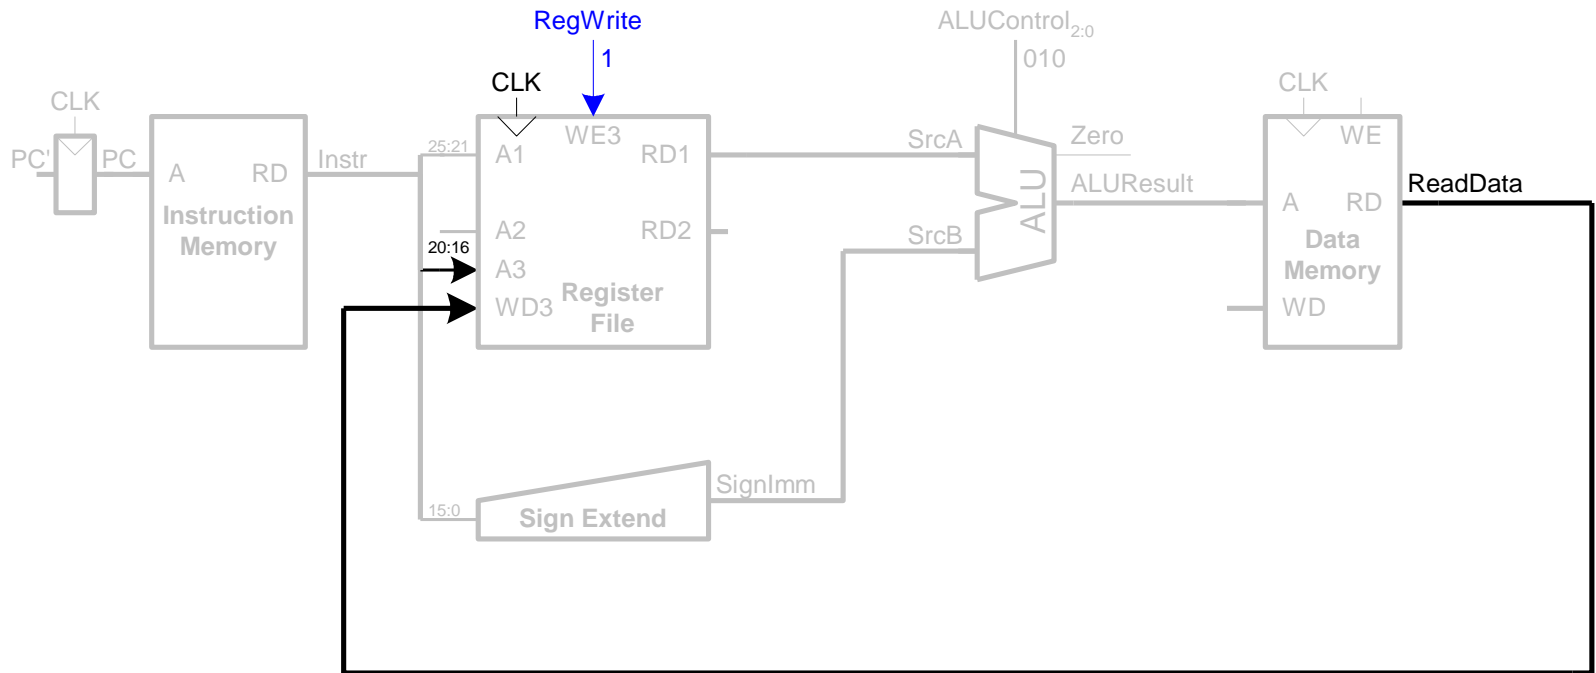 RegWrite
1
ALUControl2:0
010
CLK
CLK
CLK
PC'
PC
A
RD
Instruction
Memory
Instr
25:21
A1
WE3
RD1
A2
RD2
20:16
A3
WD3
Register
File
SrcA
SrcB
ALU
Zero
ALUResult
WE
A
RD
Data
Memory
WD
ReadData
15:0
Sign Extend
SignImm